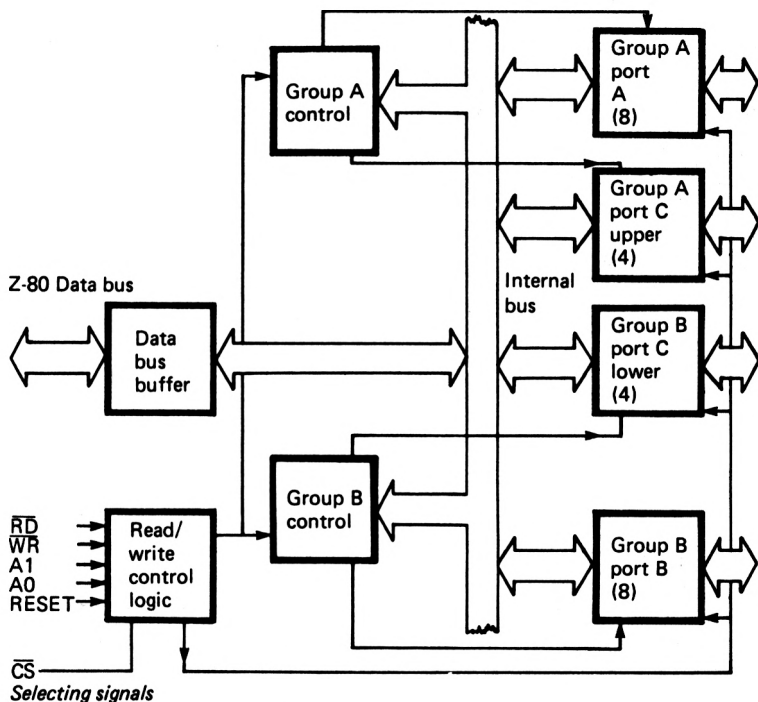 Group A
control
Group A
port
A
(8)
Group A
port C
upper
(4)
Z-80 Data bus
Data
bus
buffer
Internal
bus
Group B
port C
lower
(4)
Group B
control
RD
WR
A1
A0
RESET
Read/
write
control
logic
Group B
port B
(8)
CS
Selecting signals